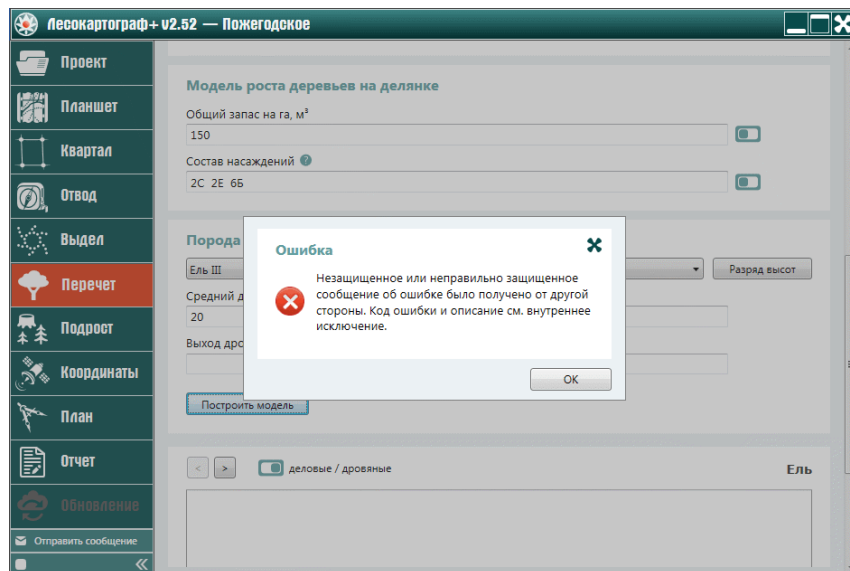 Лесокартограф+ v2.52 — Пожегодское
Проект
Планшет
Квартал
Отвод
Выдел
Перечет
Подрост
Координаты
План
Отчет
Обновление
Отправить сообщение
Модель роста деревьев на делянке
Общий запас на га, м³
150
Состав насаждений
2С 2Е 6Б
Порода
Ель III
Разряд высот
Средний д
20
Выход дро
Построить модель
Ошибка
Незащищенное или неправильно защищенное
сообщение об ошибке было получено от другой
стороны. Код ошибки и описание см. внутреннее
исключение.
OK
< >
деловые / дровяные
Ель